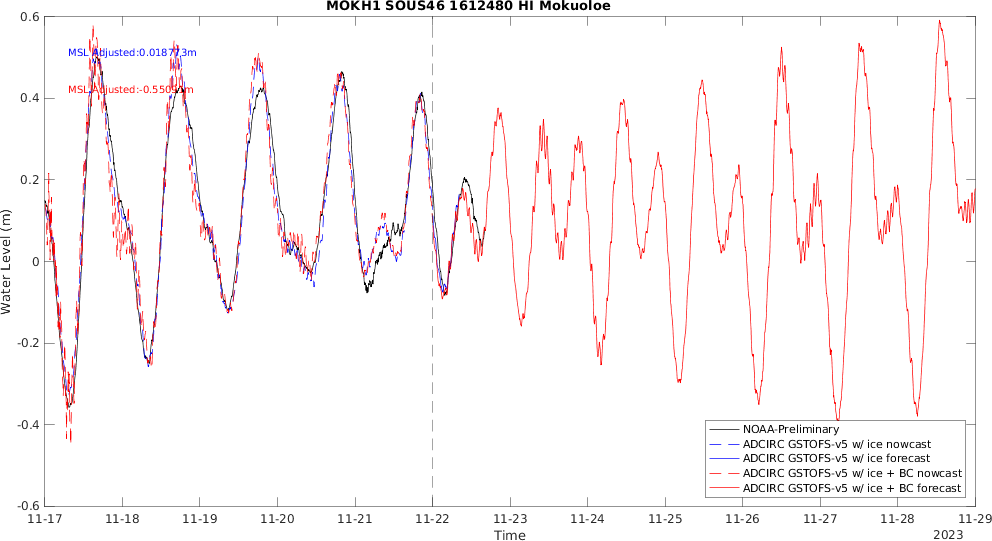 MOKH1 SOUS46 1612480 HI Mokuoloe
MSL Adjusted:0.018773m
MSL Adjusted:
Water Level (m)
0.6
0.4
0.2
0
-0.2
-0.4
-0.6
11-17
11-18
11-19
11-20
11-21
11-22
11-23
11-24
11-25
11-26
11-27
11-28
11-29
Time
2023
NOAA-Preliminary
ADCIRC GSTOFS-v5 w/ ice nowcast
ADCIRC GSTOFS-v5 w/ ice forecast
ADCIRC GSTOFS-v5 w/ ice + BC nowcast
ADCIRC GSTOFS-v5 w/ ice + BC forecast